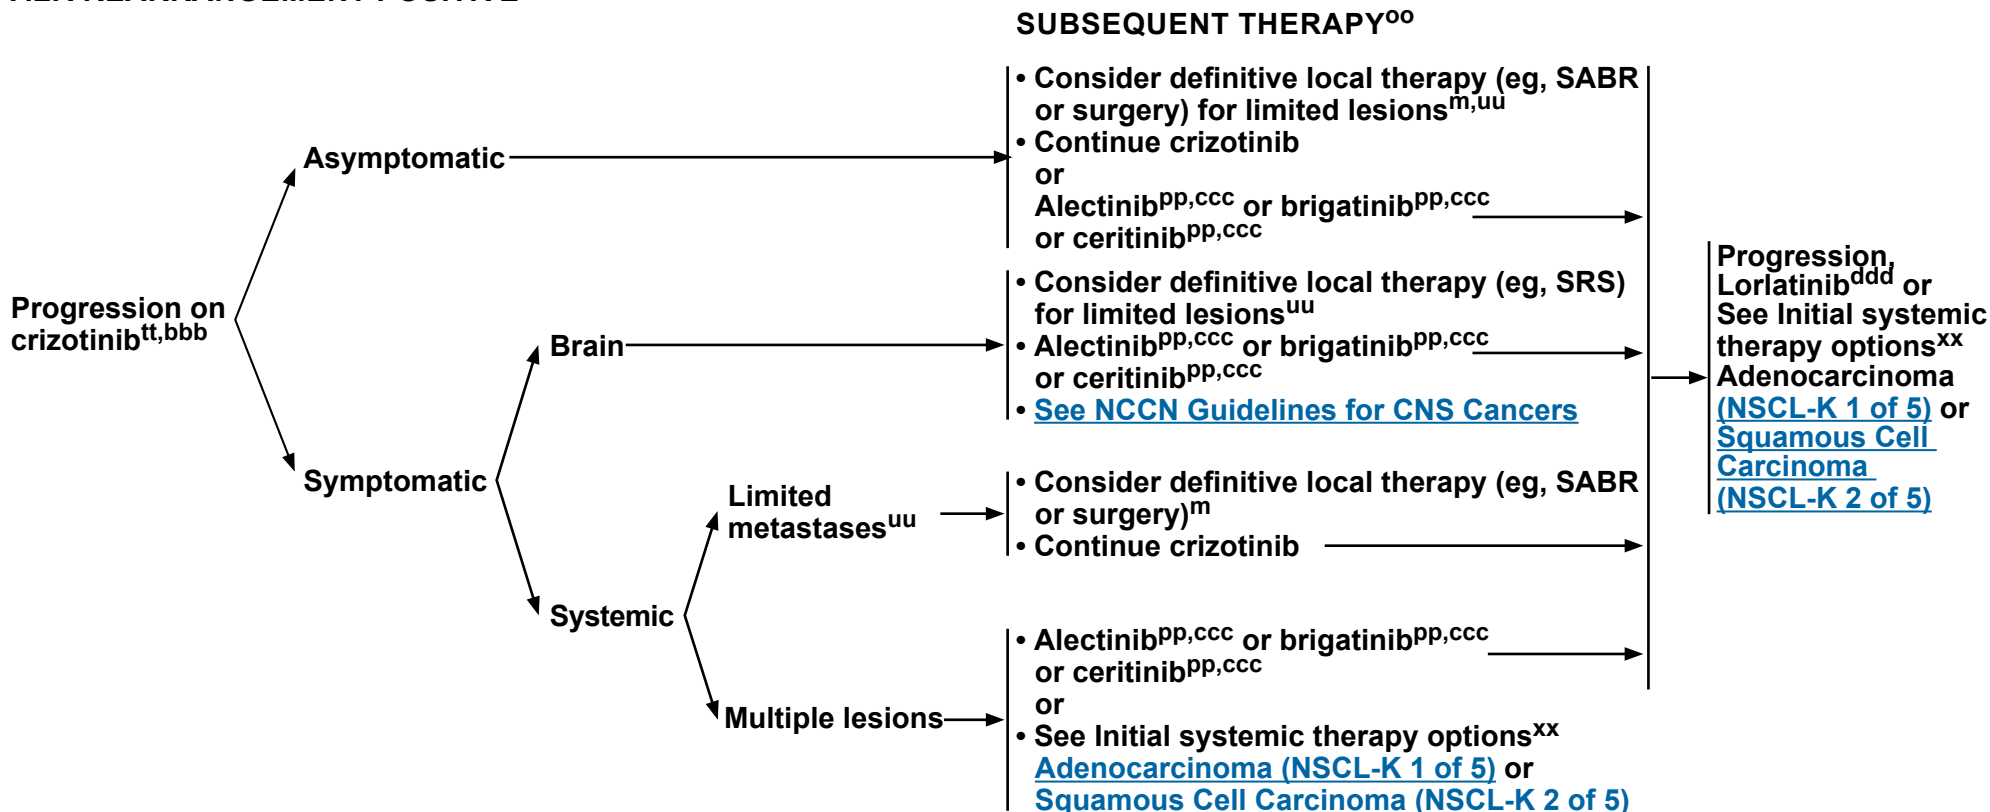 SUBSEQUENT THERAPYoo
• Consider definitive local therapy (eg, SABR
or surgery) for limited lesionsm,uu
• Continue crizotinib
or
Alectinibpp,ccc or brigatinibpp,ccc
or ceritinibpp,ccc
Asymptomatic
Progression on
crizotinibtt,bbb
Brain
• Consider definitive local therapy (eg, SRS)
for limited lesionsuu
• Alectinibpp,ccc or brigatinibpp,ccc
or ceritinibpp,ccc
• See NCCN Guidelines for CNS Cancers
Symptomatic
Limited
metastasesuu
• Consider definitive local therapy (eg, SABR
or surgery)m
• Continue crizotinib
Systemic
Multiple lesions
• Alectinibpp,ccc or brigatinibpp,ccc
or ceritinibpp,ccc
or
• See Initial systemic therapy optionsxx
Adenocarcinoma (NSCL-K 1 of 5) or
Squamous Cell Carcinoma (NSCL-K 2 of 5)
Progression,
Lorlatinibddd or
See Initial systemic
therapy optionsxx
Adenocarcinoma
(NSCL-K 1 of 5) or
Squamous Cell
Carcinoma
(NSCL-K 2 of 5)